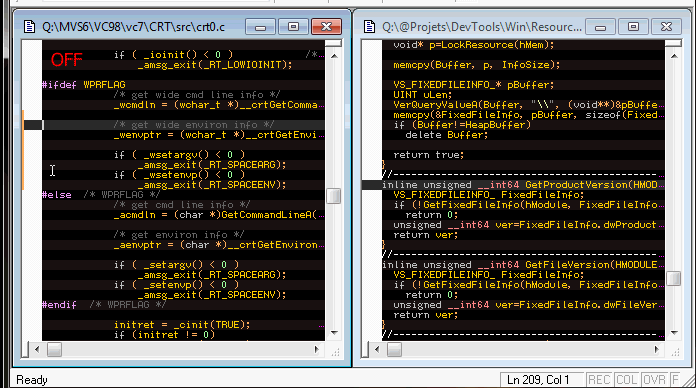 Q:\MVS6\VC98\vc7\CRT\src\crt0.c
OFF
if ( _ioinit() < 0 ) /*...
_amsg_exit(_RT_LOWIOINIT);
#ifdef WPRFLAG
/* get wide cmd line info */
_wcmdln = (wchar_t *)__crtGetComma...
/* get wide environ info */
_wenvptr = (wchar_t *)__crtGetEnvi...
if ( _wsetargv() < 0 )
_amsg_exit(_RT_SPACEARG);
if ( _wsetenvp() < 0 )
_amsg_exit(_RT_SPACEENV);
#else /* WPRFLAG */
/* get cmd line info */
_acmdln = (char *)GetCommandLineA(...
/* get environ info */
_aenvptr = (char *)__crtGetEnviron...
if ( _setargv() < 0 )
_amsg_exit(_RT_SPACEARG);
if ( _setenvp() < 0 )
_amsg_exit(_RT_SPACEENV);
#endif /* WPRFLAG */
initret = _cinit(TRUE);
if (initret != 0)
Q:\@Projets\DevTools\Win\Resourc...
void* p=LookResource(hMem);
memcpy(Buffer, p, InfoSize);
VS_FIXEDFILEINFO_* pBuffer;
UINT uLen;
VerQueryValueA(Buffer, "\\", (void**)&pBuffe...
memcpy(&FixedFileInfo, pBuffer, sizeof(Fixed...
if (Buffer!=HeapBuffer)
delete Buffer;
return true;
}
//--------------------------------------------
inline unsigned __int64 GetProductVersion(HMOD...
VS_FIXEDFILEINFO_ FixedFileInfo;
if (!GetFixedFileInfo(hModule, FixedFileInfo...
return 0;
unsigned __int64 ver=FixedFileInfo.dwProduct...
return ver;
}
//--------------------------------------------
inline unsigned __int64 GetFileVersion(HMODULE...
VS_FIXEDFILEINFO_ FixedFileInfo;
if (!GetFixedFileInfo(hModule, FixedFileInfo...
return 0;
unsigned __int64 ver=FixedFileInfo.dwFileVer...
return ver;
}
//--------------------------------------------
Ready
Ln 209, Col 1
REC COL OVR F